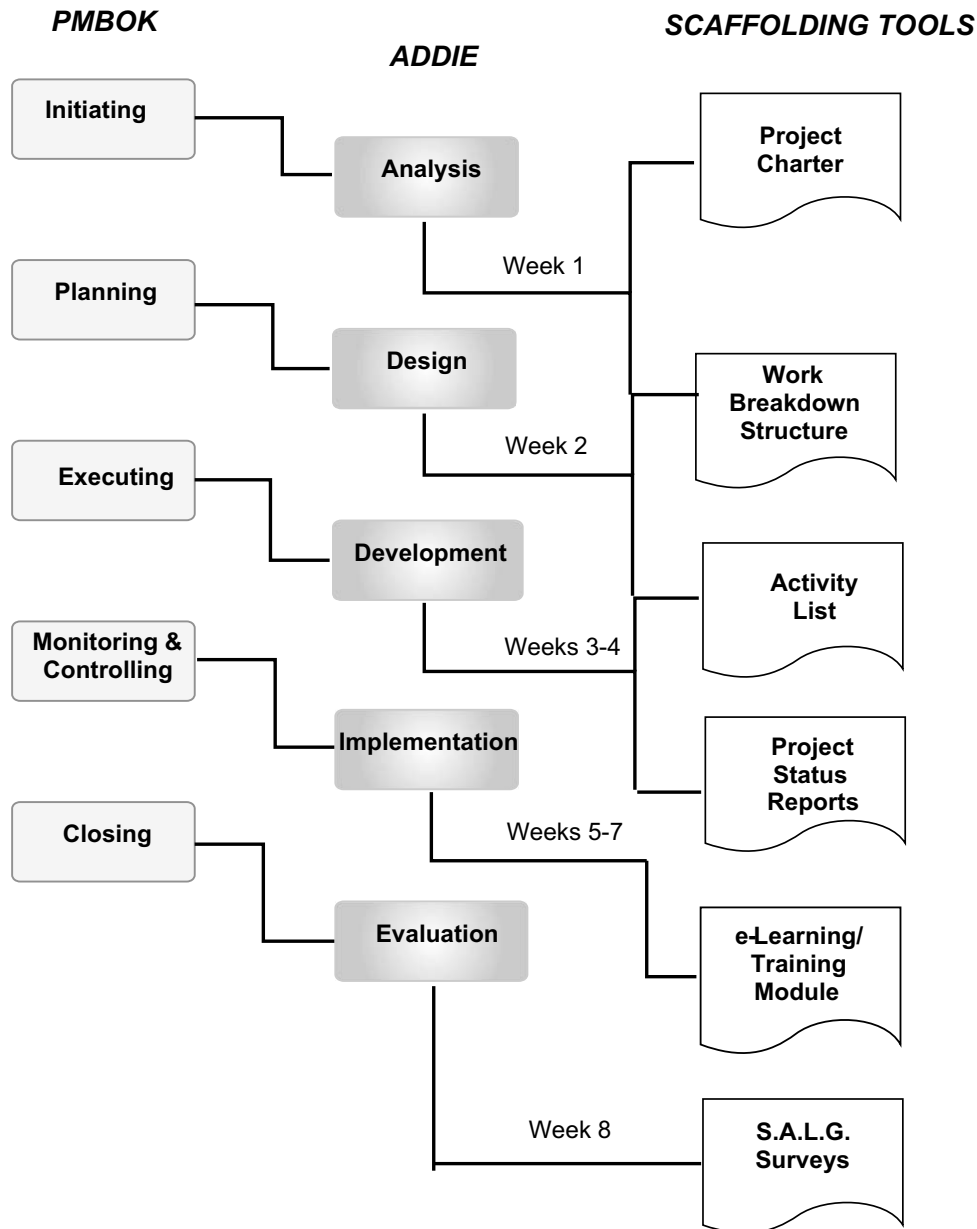 PMBOK
ADDIE
SCAFFOLDING TOOLS
Initiating
Analysis
Project
Charter
Week 1
Planning
Design
Work
Breakdown
Structure
Week 2
Executing
Development
Activity
List
Weeks 3-4
Monitoring &
Controlling
Implementation
Project
Status
Reports
Weeks 5-7
Closing
Evaluation
e-Learning/
Training
Module
Week 8
S.A.L.G.
Surveys